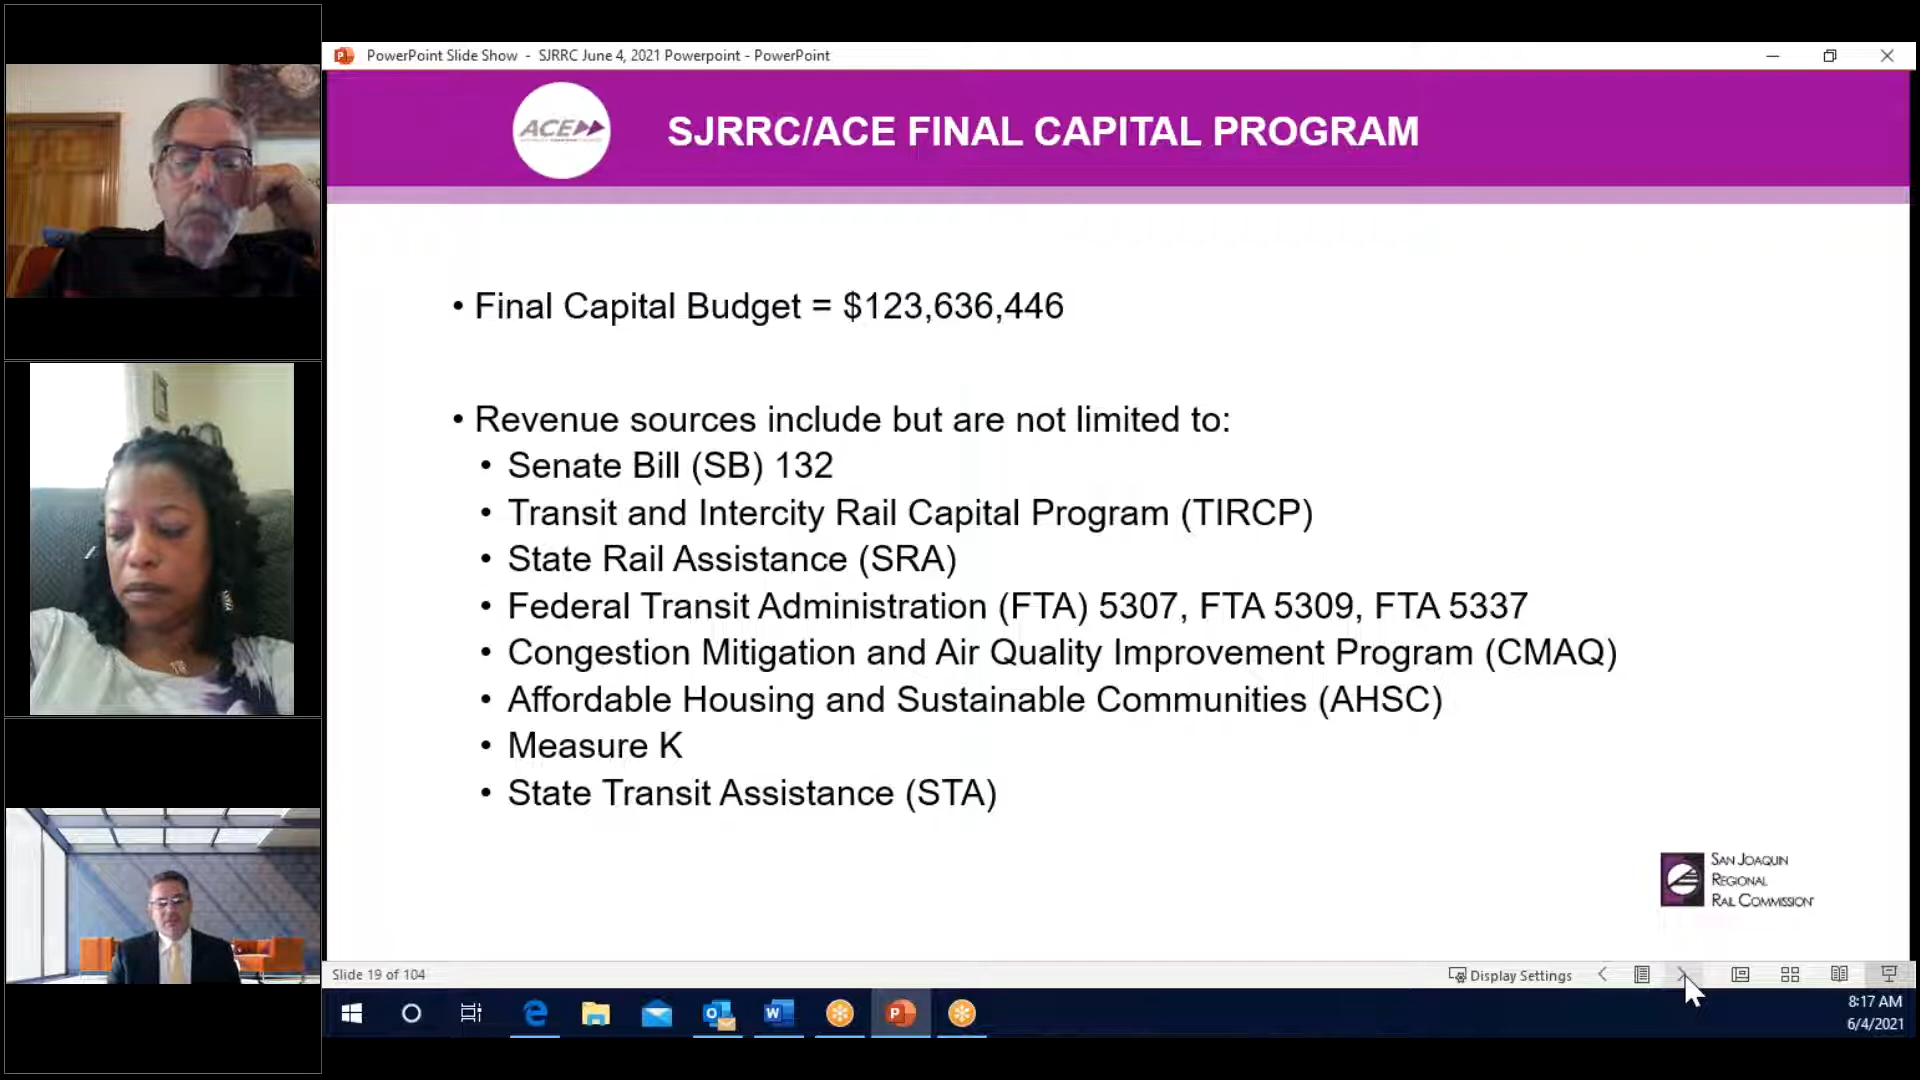 PowerPoint Slide Show - SJRRC June 4, 2021 Powerpoint - PowerPoint
ACE
SJRRC/ACE FINAL CAPITAL PROGRAM
• Final Capital Budget = $123,636,446
• Revenue sources include but are not limited to:
• Senate Bill (SB) 132
• Transit and Intercity Rail Capital Program (TIRCP)
• State Rail Assistance (SRA)
• Federal Transit Administration (FTA) 5307, FTA 5309, FTA 5337
• Congestion Mitigation and Air Quality Improvement Program (CMAQ)
• Affordable Housing and Sustainable Communities (AHSC)
• Measure K
• State Transit Assistance (STA)
SAN JOAQUIN
REGIONAL
RAIL COMMISSION
Slide 19 of 104
Display Settings
8:17 AM
6/4/2021